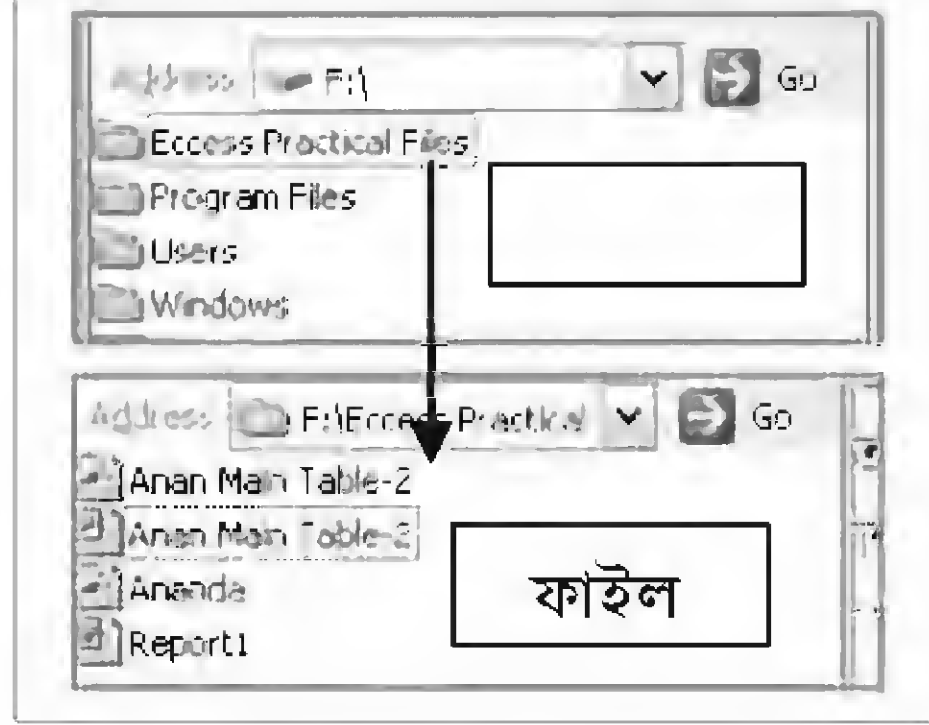 Address F:\ Go
Eccess Practical Files
Program Files
Users
Windows
Address F:\Eccess Practical Go
Anan Main Table-2
Anan Main Table-2
ফাইল
Ananda
Report1